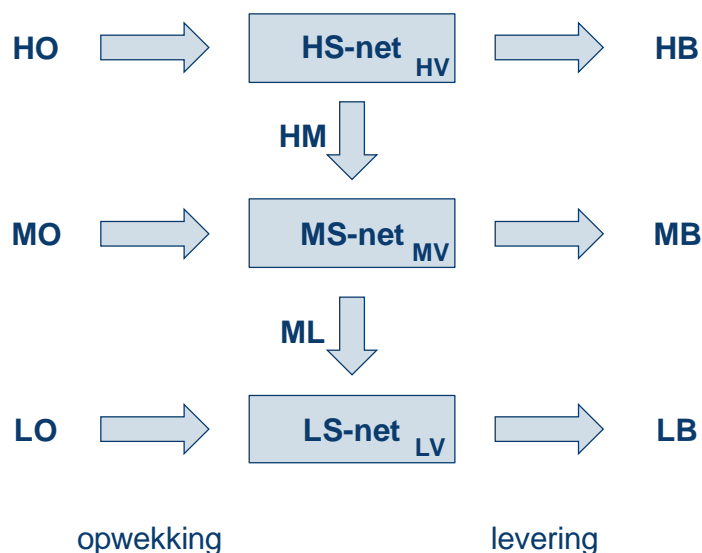 HO HS-net HV HB
HM
MO MS-net MV MB
ML
LO LS-net LV LB
opwekking levering